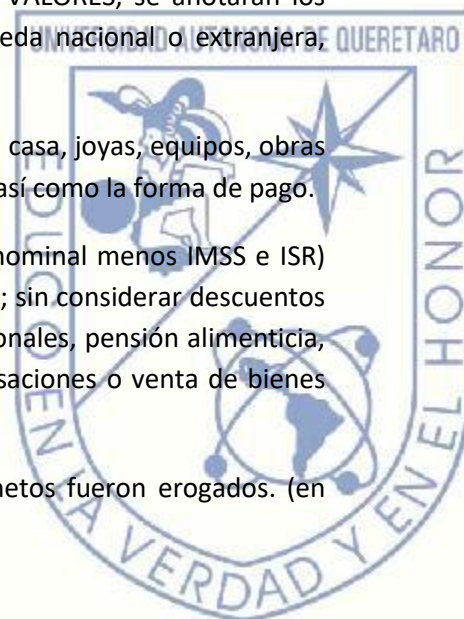 VALORES, se anotarán los
UNIVERSIDAD AUTONOMA DE QUERETARO
eda nacional o extranjera,
casa, joyas, equipos, obras
así como la forma de pago.
nominal menos IMSS e ISR)
; sin considerar descuentos
onales, pensión alimenticia,
saciones o venta de bienes
netos fueron erogados. (en
EDUCO EN LA VERDAD Y EN EL HONOR